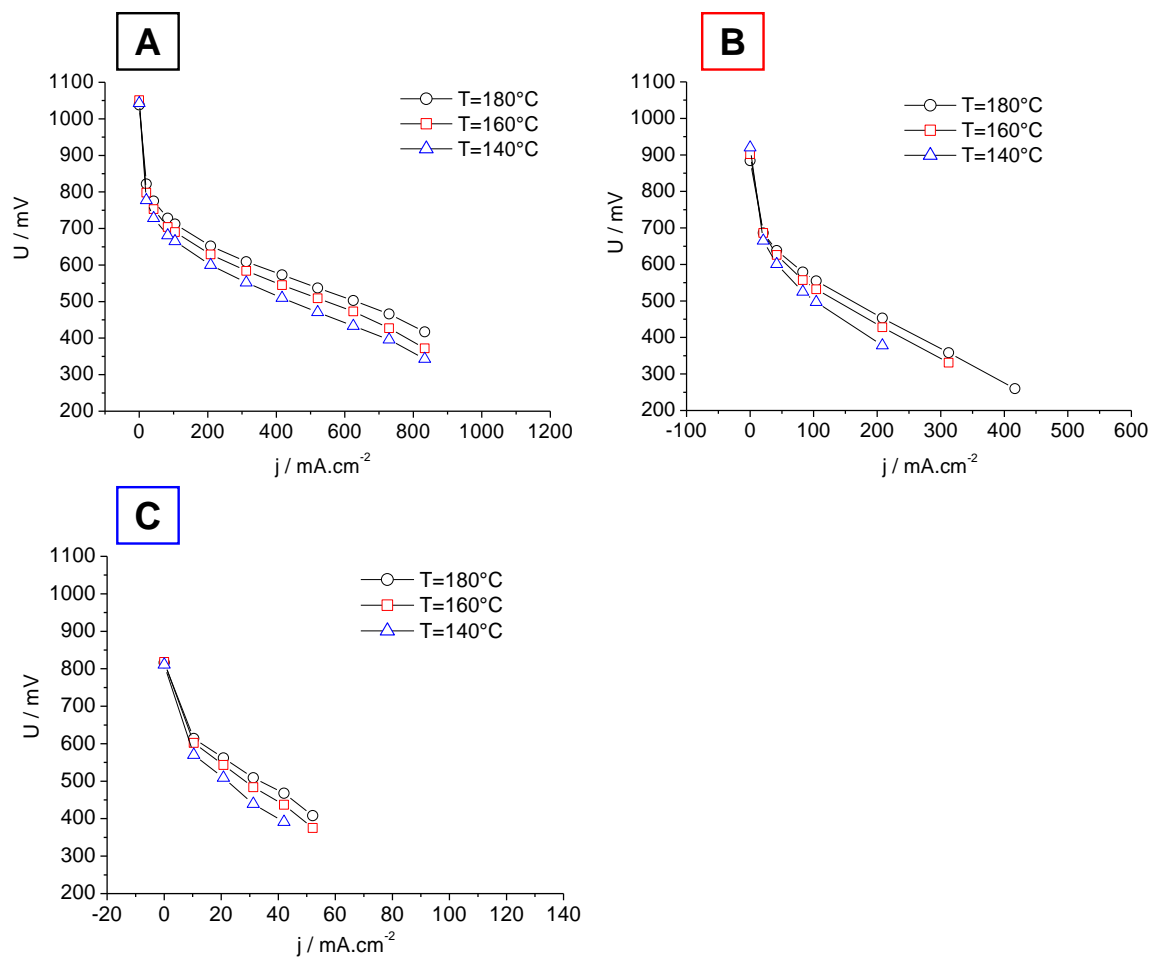 A
1100
1000
900
800
700
600
500
400
300
200
U / mV
0 200 400 600 800 1000 1200
j / mA.cm-2
T=180°C
T=160°C
T=140°C
B
1100
1000
900
800
700
600
500
400
300
200
U / mV
-100 0 100 200 300 400 500 600
j / mA.cm-2
T=180°C
T=160°C
T=140°C
C
1100
1000
900
800
700
600
500
400
300
200
U / mV
-20 0 20 40 60 80 100 120 140
j / mA.cm-2
T=180°C
T=160°C
T=140°C